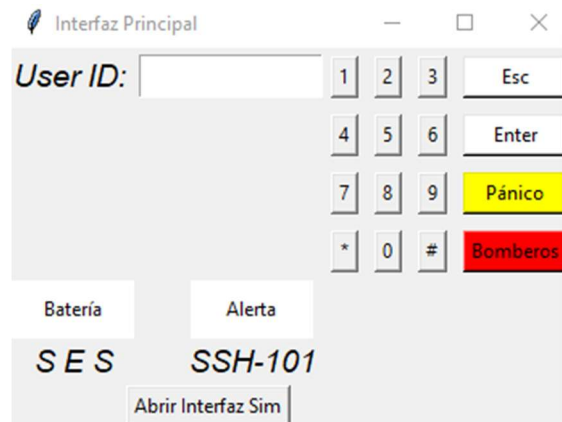 Interfaz Principal
User ID: 1 2 3 Esc
4 5 6 Enter
7 8 9 Pánico
* 0 # Bomberos
Batería Alerta
S E S SSH-101
Abrir Interfaz Sim